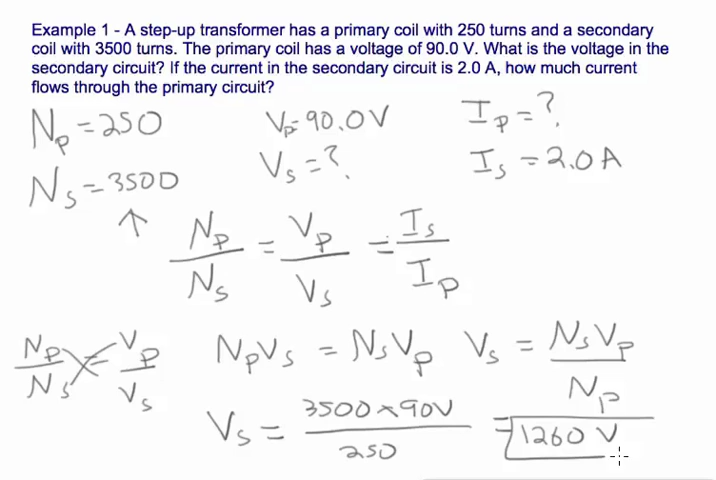 Example 1 - A step-up transformer has a primary coil with 250 turns and a secondary
coil with 3500 turns. The primary coil has a voltage of 90.0 V. What is the voltage in the
secondary circuit? If the current in the secondary circuit is 2.0 A, how much current
flows through the primary circuit?
Np = 250 Vp = 90.0V Ip = ?
Ns = 3500 Vs = ? Is = 2.0 A
↑ Np/Ns = Vp/Vs = Is/Ip
Np/Ns = Vp/Vs NpVs = NsVp Vs = NsVp/Np
Vs = 3500 x 90V / 250 = 1260 V